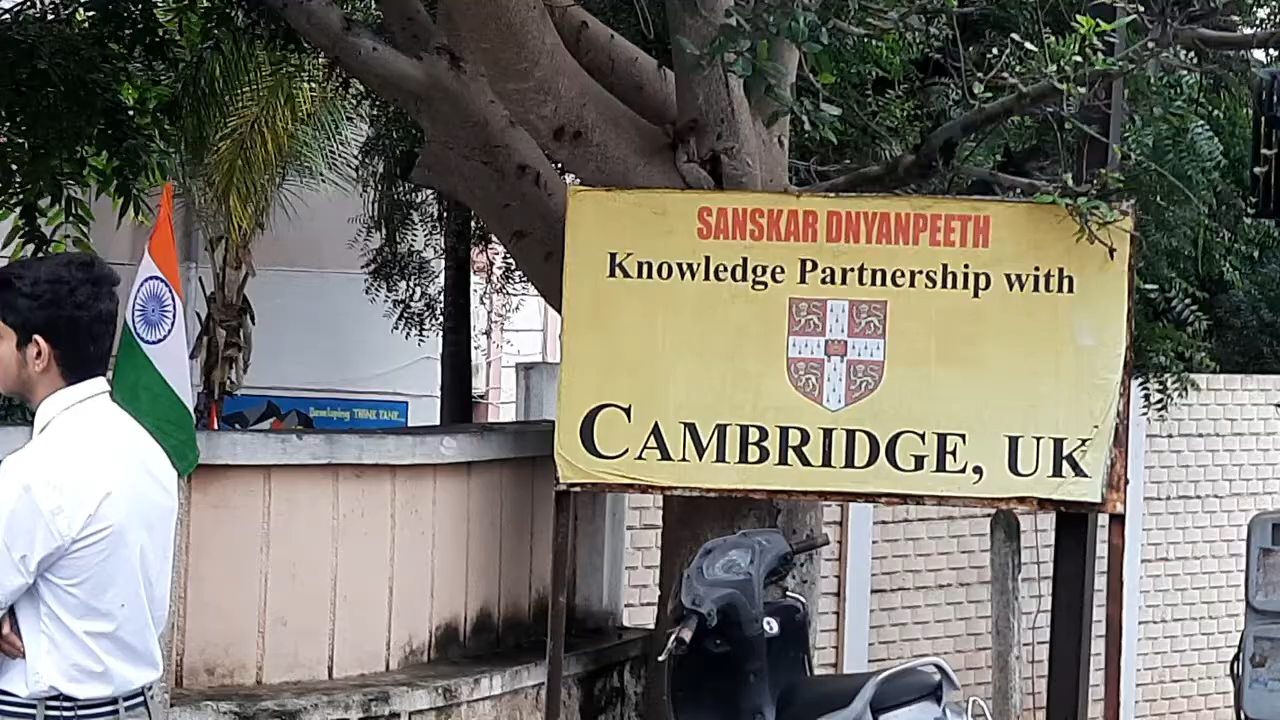 SANSKAR DNYANPEETH
Knowledge Partnership with
CAMBRIDGE, UK
Developing THINK TANK...